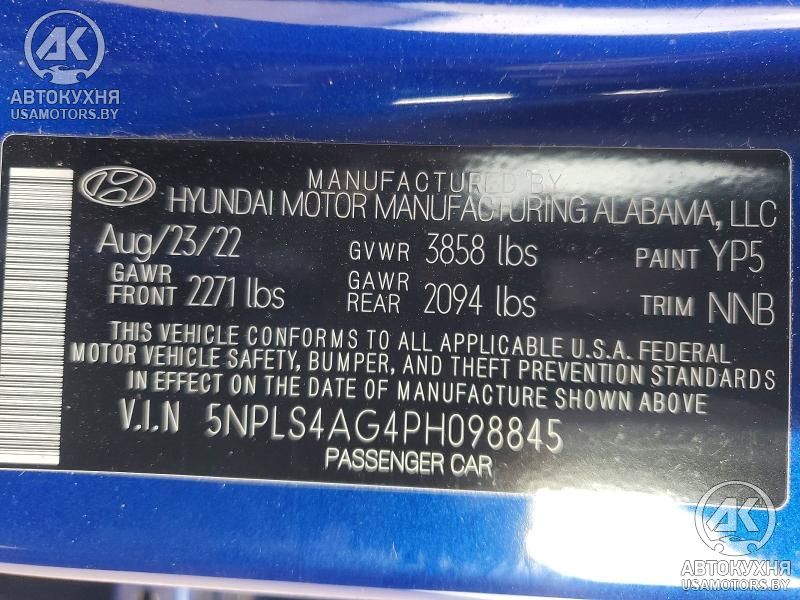 АК
АВТОКУХНЯ
USAMOTORS.BY
MANUFACTURED BY
HYUNDAI MOTOR MANUFACTURING ALABAMA, LLC
Aug/23/22 GVWR 3858 lbs PAINT YP5
GAWR FRONT 2271 lbs GAWR REAR 2094 lbs TRIM NNB
THIS VEHICLE CONFORMS TO ALL APPLICABLE U.S.A. FEDERAL
MOTOR VEHICLE SAFETY, BUMPER, AND THEFT PREVENTION STANDARDS
IN EFFECT ON THE DATE OF MANUFACTURE SHOWN ABOVE
V.I.N 5NPLS4AG4PH098845
PASSENGER CAR
АК
АВТОКУХНЯ
USAMOTORS.BY